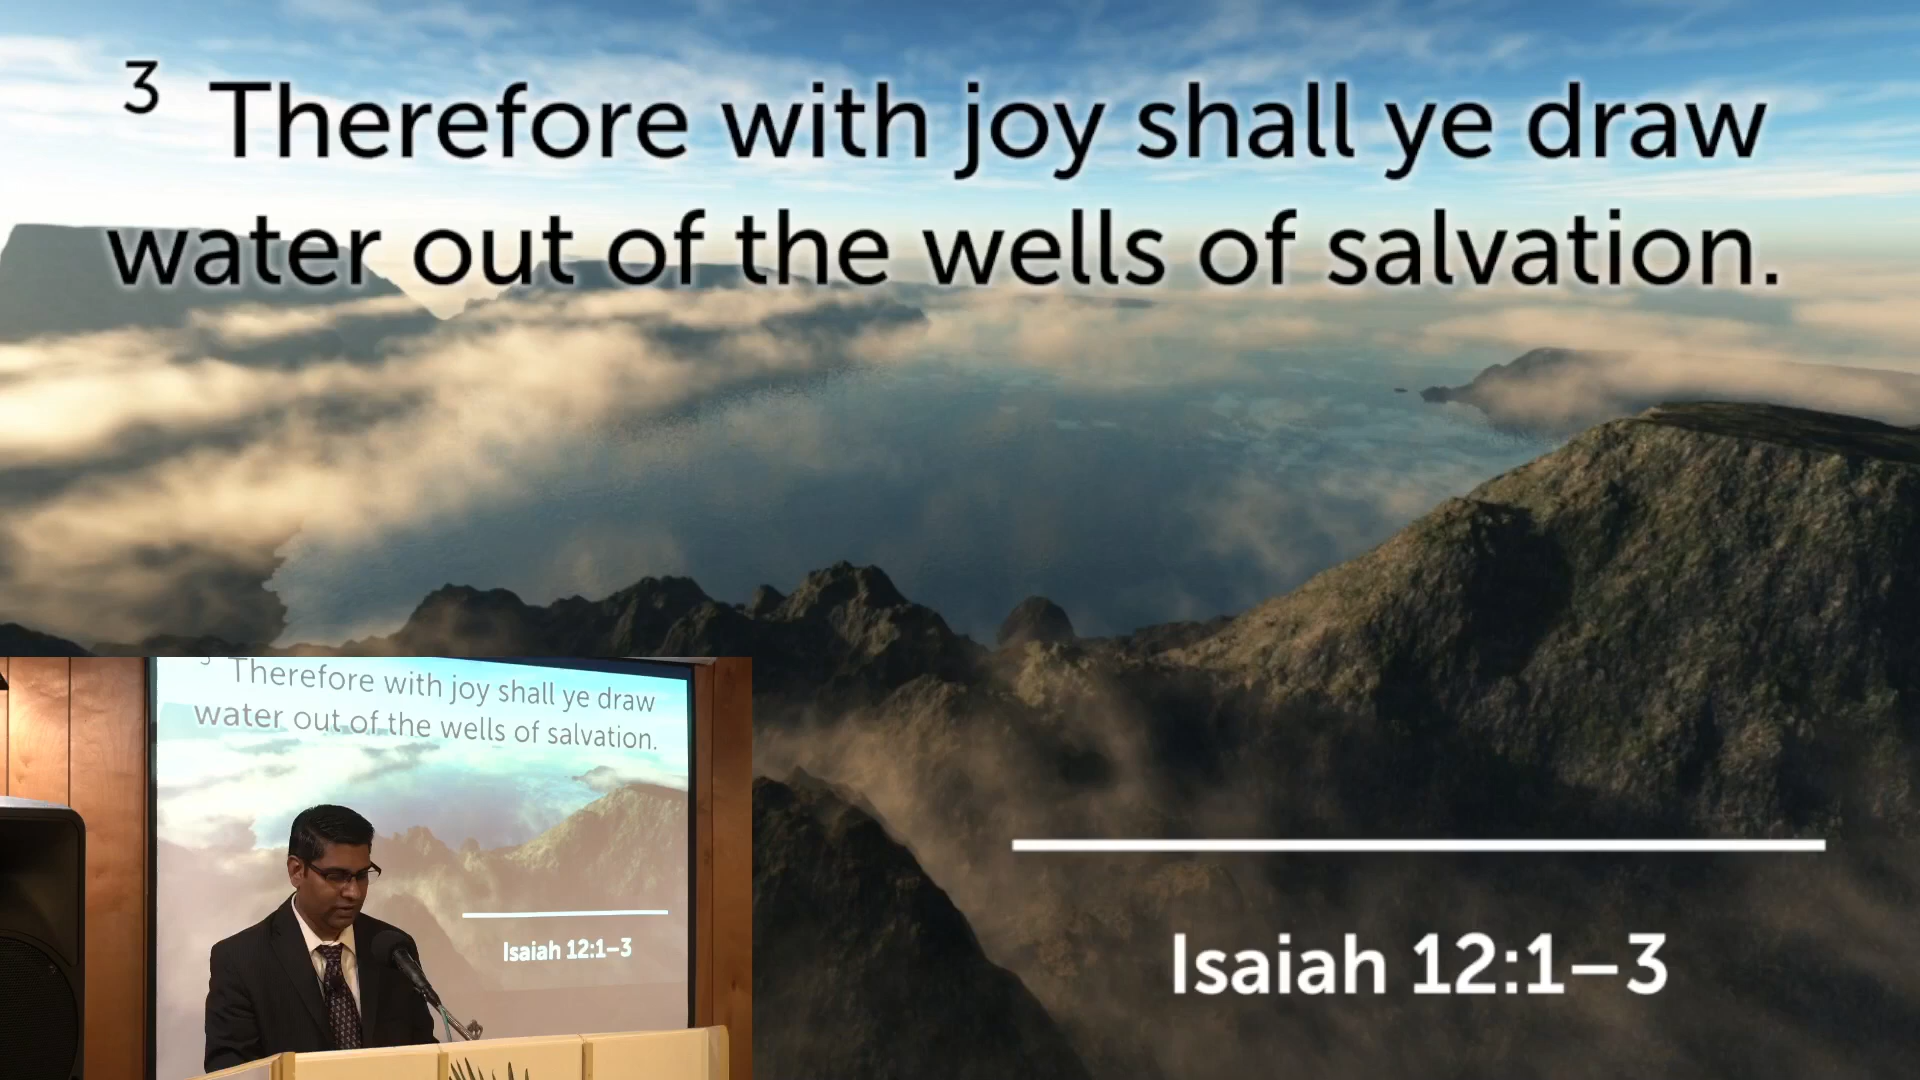 3 Therefore with joy shall ye draw
water out of the wells of salvation.
Isaiah 12:1–3
3 Therefore with joy shall ye draw
water out of the wells of salvation.
Isaiah 12:1–3